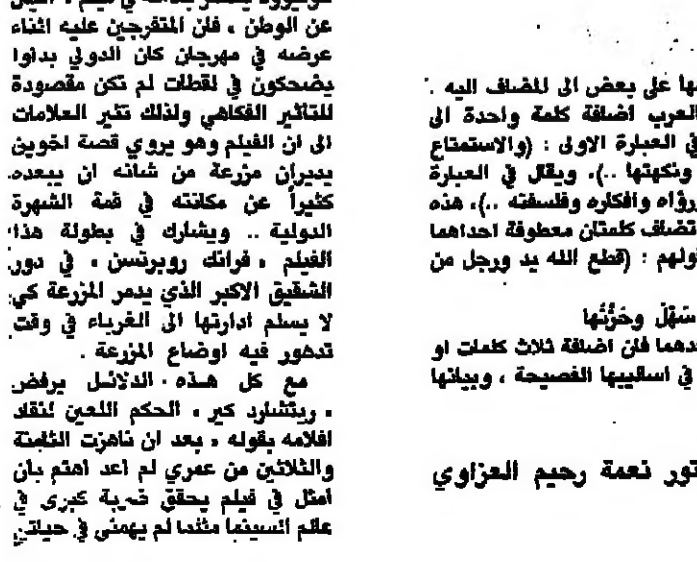 ها على بعض الى المضاف اليه .
العرب اضافة كلمة واحدة الى
العبارة الاولى : (والاستمتاع
ونكهتها ..)، ويقال في العبارة
رؤاه وافكاره وفلسفته ..)، هذه
تضاف كلمتان معطوفة احداهما
ولهم : (قطع الله يد ورجل من
سهل وحزنها
دهما فان اضافة ثلاث كلمات او
في اساليبها الفصيحة ، وبيانها
تور نعمة رحيم العزاوي
عن الوطن ، فان المتفرجين عليه اثناء
عرضه في مهرجان كان الدولي بداوا
يضحكون في لقطات لم تكن مقصودة
للتاثير الفكاهي ولذلك تثير العلامات
الى ان الفيلم وهو يروي قصة اخوين
يديران مزرعة من شانه ان يبعده
كثيراً عن مكانته في قمة الشهرة
الدولية .. ويشارك في بطولة هذا
الفيلم « فرانك روبرتسن » في دور
الشقيق الاكبر الذي يدمر المزرعة كي
لا يسلم ادارتها الى الغرباء في وقت
تدهور فيه اوضاع المزرعة .
مع كل هذه الدلائل يرفض
« ريتشارد كير » الحكم اللعين لنقاد
افلامه بقوله « بعد ان ناهزت الثامنة
والثلاثين من عمري لم اعد اهتم بان
امثل في فيلم يحقق ضربة كبرى في
عالم السينما مثلما لم يهمني في حياتي